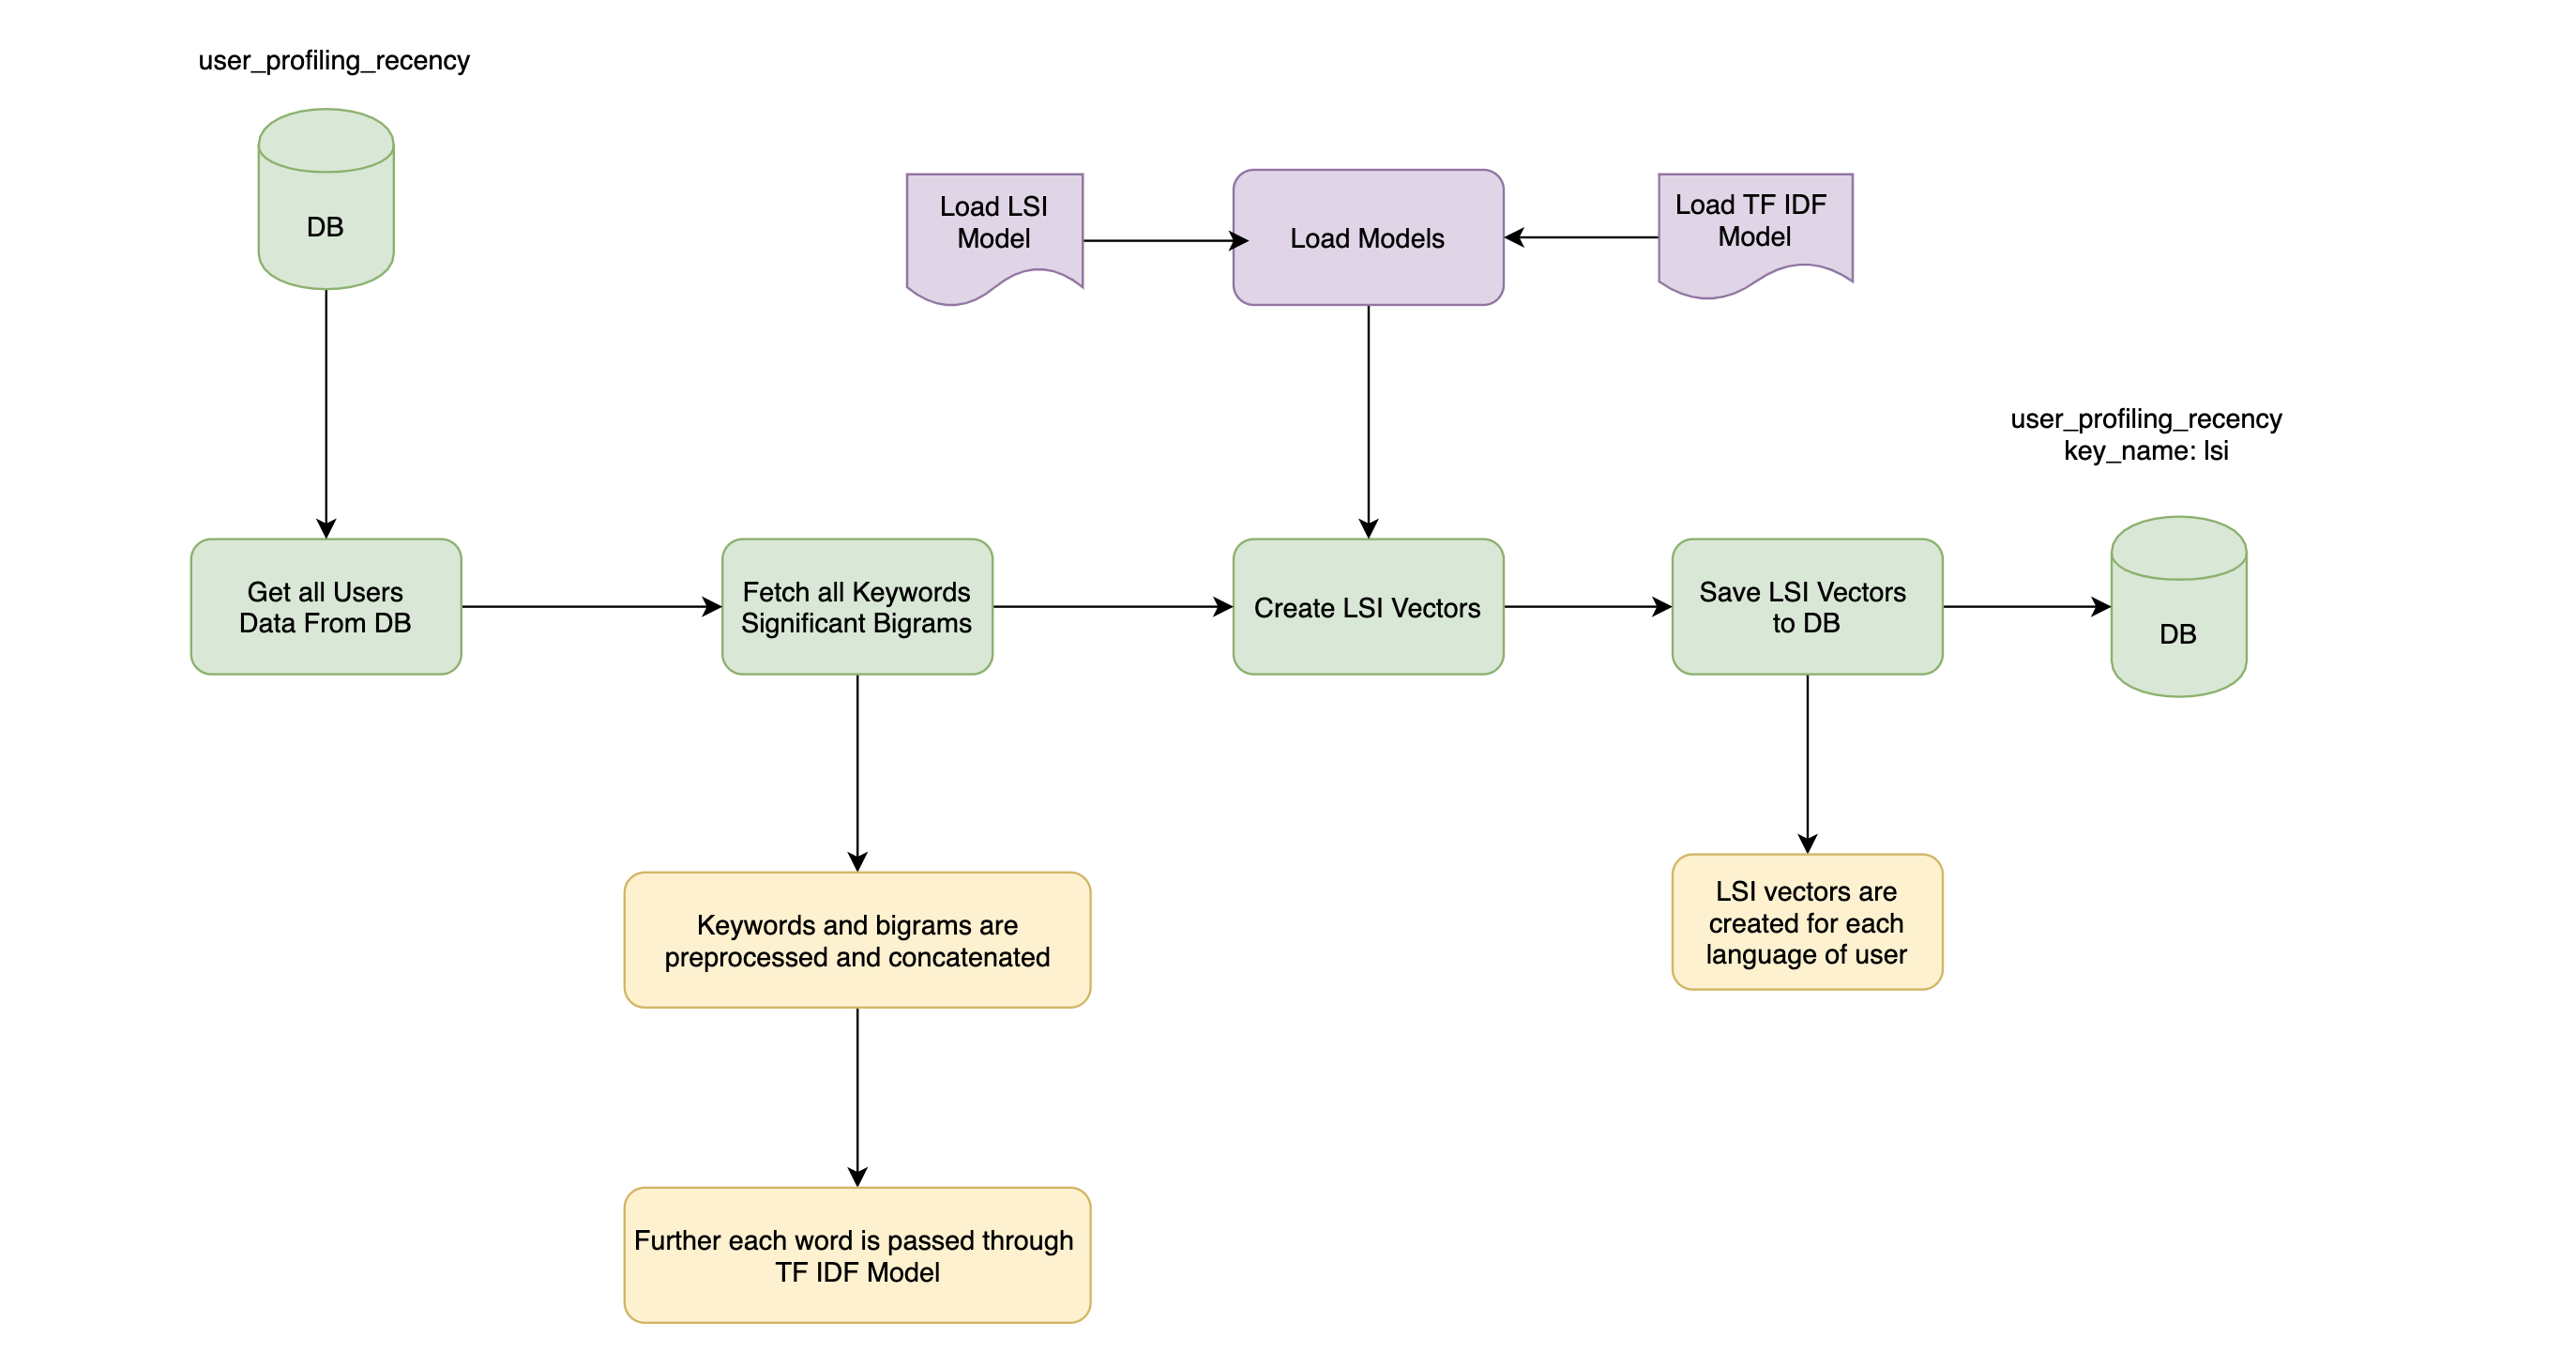 user_profiling_recency
DB
Load LSI
Model
Load Models
Load TF IDF
Model
user_profiling_recency
key_name: lsi
Get all Users
Data From DB
Fetch all Keywords
Significant Bigrams
Create LSI Vectors
Save LSI Vectors
to DB
DB
Keywords and bigrams are
preprocessed and concatenated
LSI vectors are
created for each
language of user
Further each word is passed through
TF IDF Model